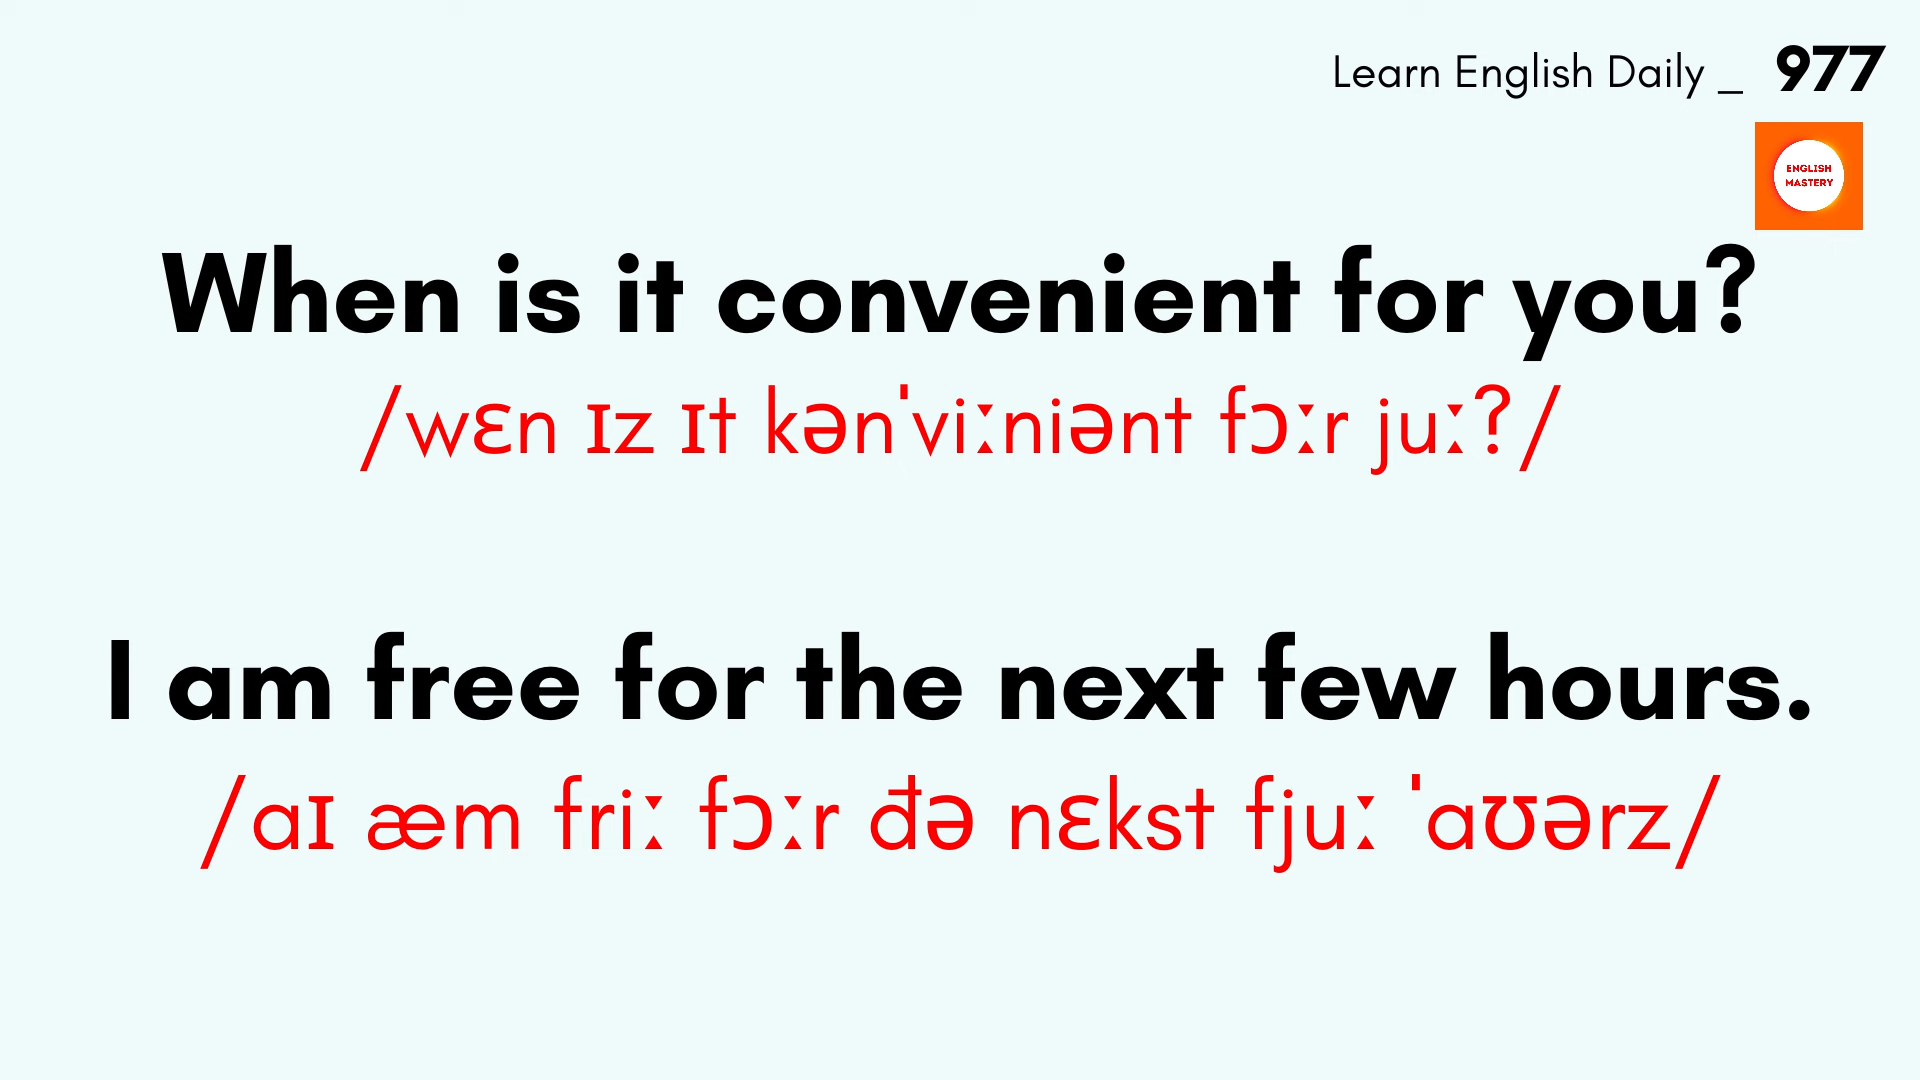 Learn English Daily _ 977
ENGLISH
MASTERY
When is it convenient for you?
/wɛn ɪz ɪt kənˈviːniənt fɔːr juː?/
I am free for the next few hours.
/aɪ æm friː fɔːr đə nɛkst fjuː ˈaʊərz/